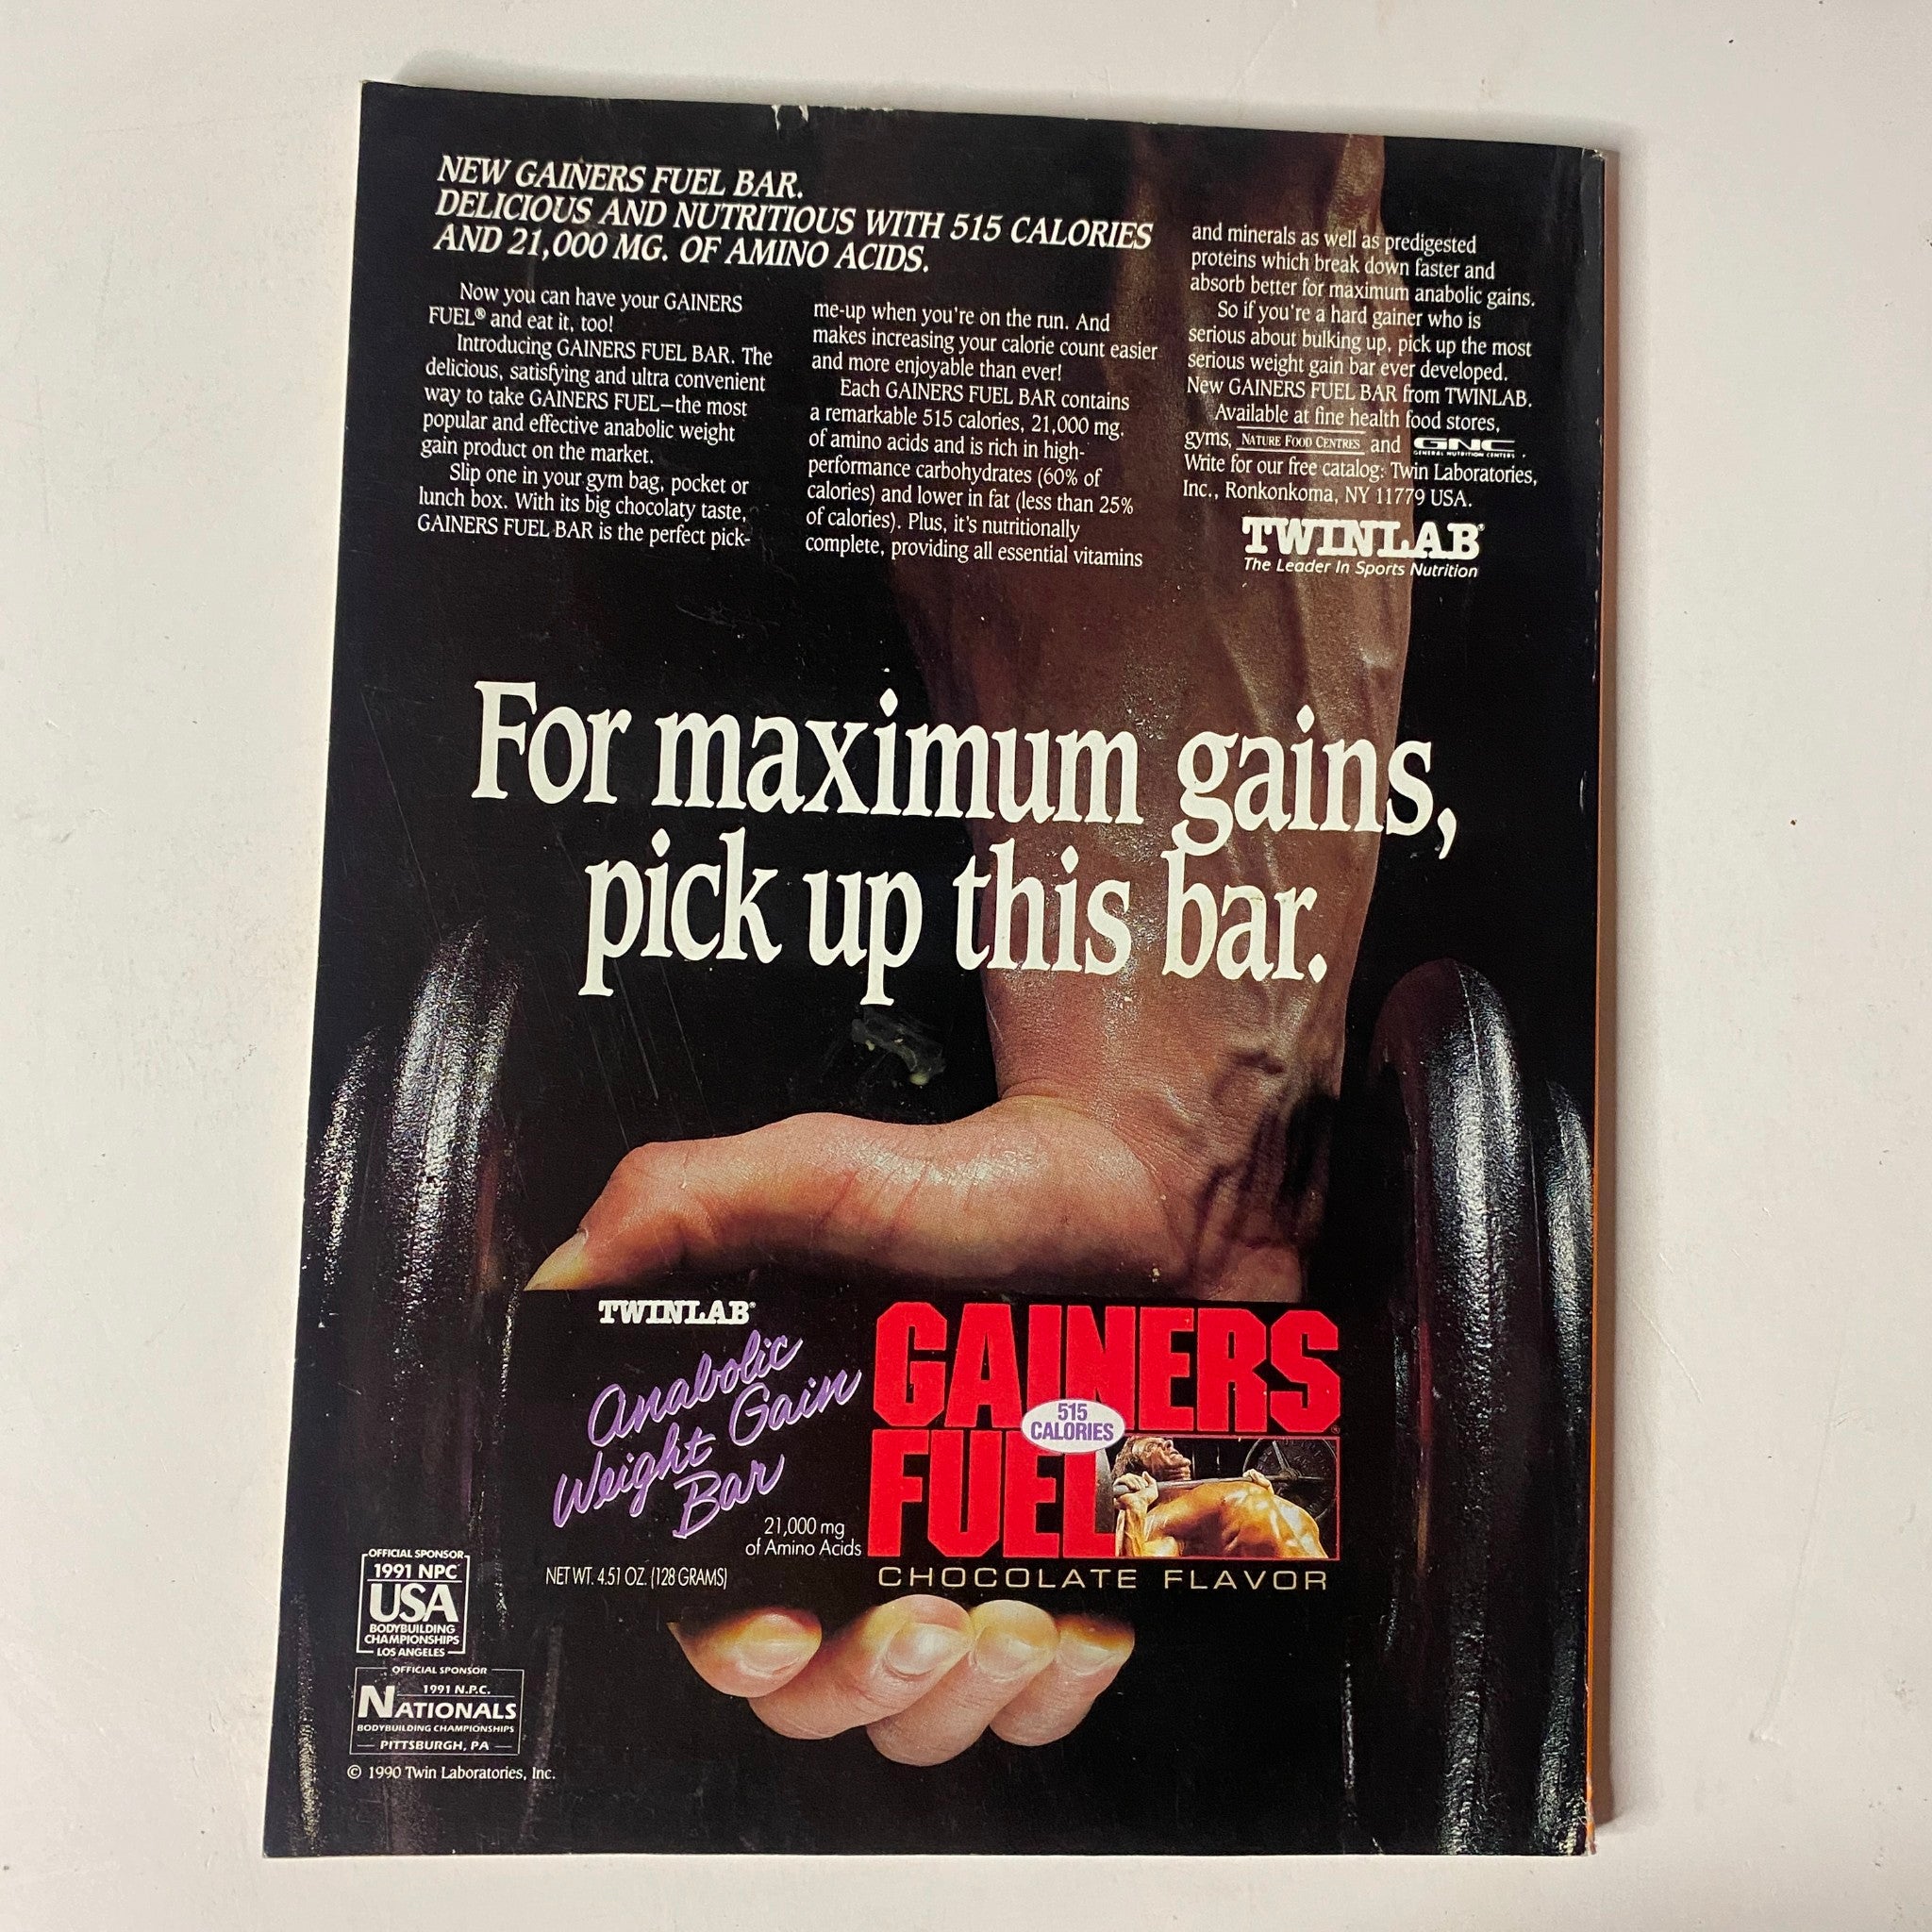 NEW GAINERS FUEL BAR.
DELICIOUS AND NUTRITIOUS WITH 515 CALORIES
AND 21,000 MG. OF AMINO ACIDS.
Now you can have your GAINERS
FUEL® and eat it, too!
Introducing GAINERS FUEL BAR. The
delicious, satisfying and ultra convenient
way to take GAINERS FUEL—the most
popular and effective anabolic weight
gain product on the market.
Slip one in your gym bag, pocket or
lunch box. With its big chocolaty taste,
GAINERS FUEL BAR is the perfect pick-
me-up when you're on the run. And
makes increasing your calorie count easier
and more enjoyable than ever!
Each GAINERS FUEL BAR contains
a remarkable 515 calories, 21,000 mg.
of amino acids and is rich in high-
performance carbohydrates (60% of
calories) and lower in fat (less than 25%
of calories). Plus, it's nutritionally
complete, providing all essential vitamins
and minerals as well as predigested
proteins which break down faster and
absorb better for maximum anabolic gains.
So if you're a hard gainer who is
serious about bulking up, pick up the most
serious weight gain bar ever developed.
New GAINERS FUEL BAR from TWINLAB.
Available at fine health food stores,
gyms, NATURE FOOD CENTRES and GNC
GENERAL NUTRITION CENTERS.
Write for our free catalog: Twin Laboratories,
Inc., Ronkonkoma, NY 11779 USA.
TWINLAB®
The Leader In Sports Nutrition
For maximum gains,
pick up this bar.
TWINLAB®
Anabolic
Weight Gain
Bar
21,000 mg
of Amino Acids
NET WT. 4.51 OZ. (128 GRAMS)
GAINERS
515
CALORIES
FUEL®
CHOCOLATE FLAVOR
OFFICIAL SPONSOR
1991 NPC
USA
BODYBUILDING
CHAMPIONSHIPS
LOS ANGELES
OFFICIAL SPONSOR
1991 N.P.C.
NATIONALS
BODYBUILDING CHAMPIONSHIPS
PITTSBURGH, PA
© 1990 Twin Laboratories, Inc.